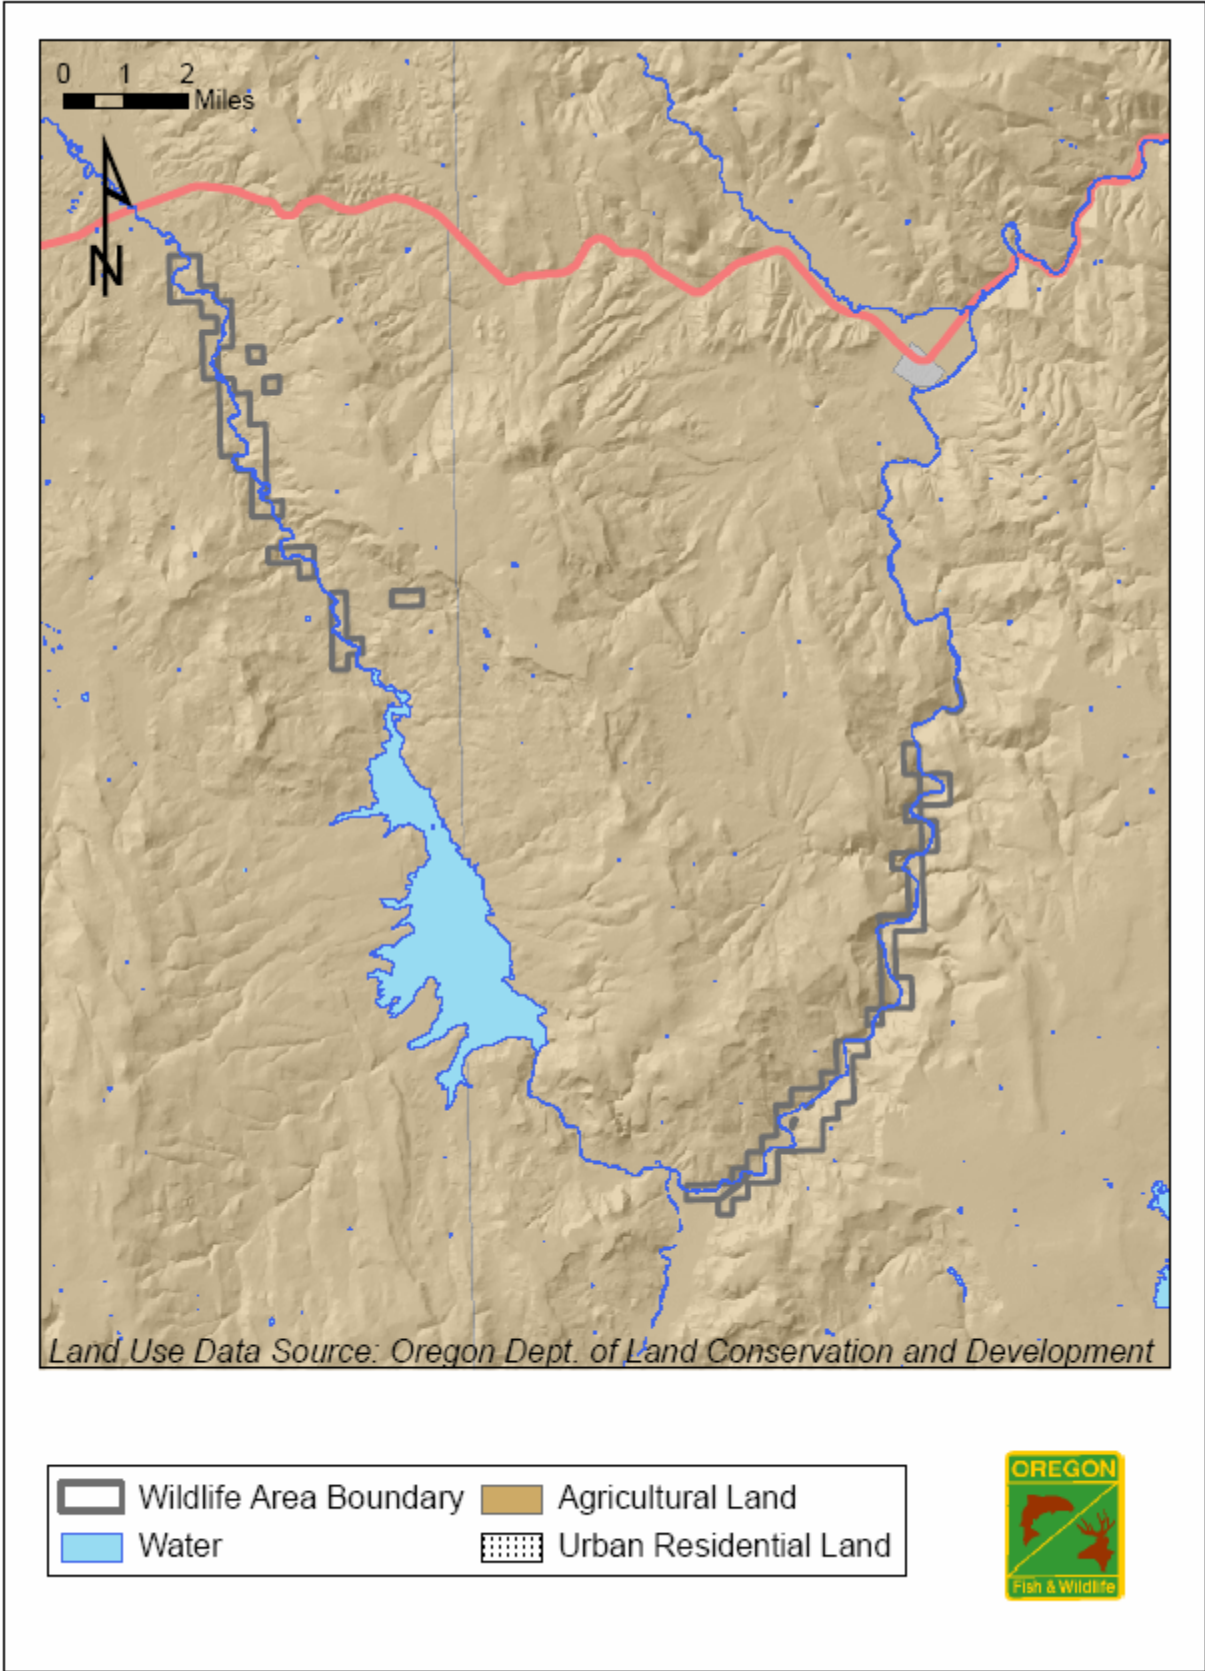 0 1 2
Miles
N
Land Use Data Source: Oregon Dept. of Land Conservation and Development
Wildlife Area Boundary
Agricultural Land
Water
Urban Residential Land
OREGON
Fish & Wildlife